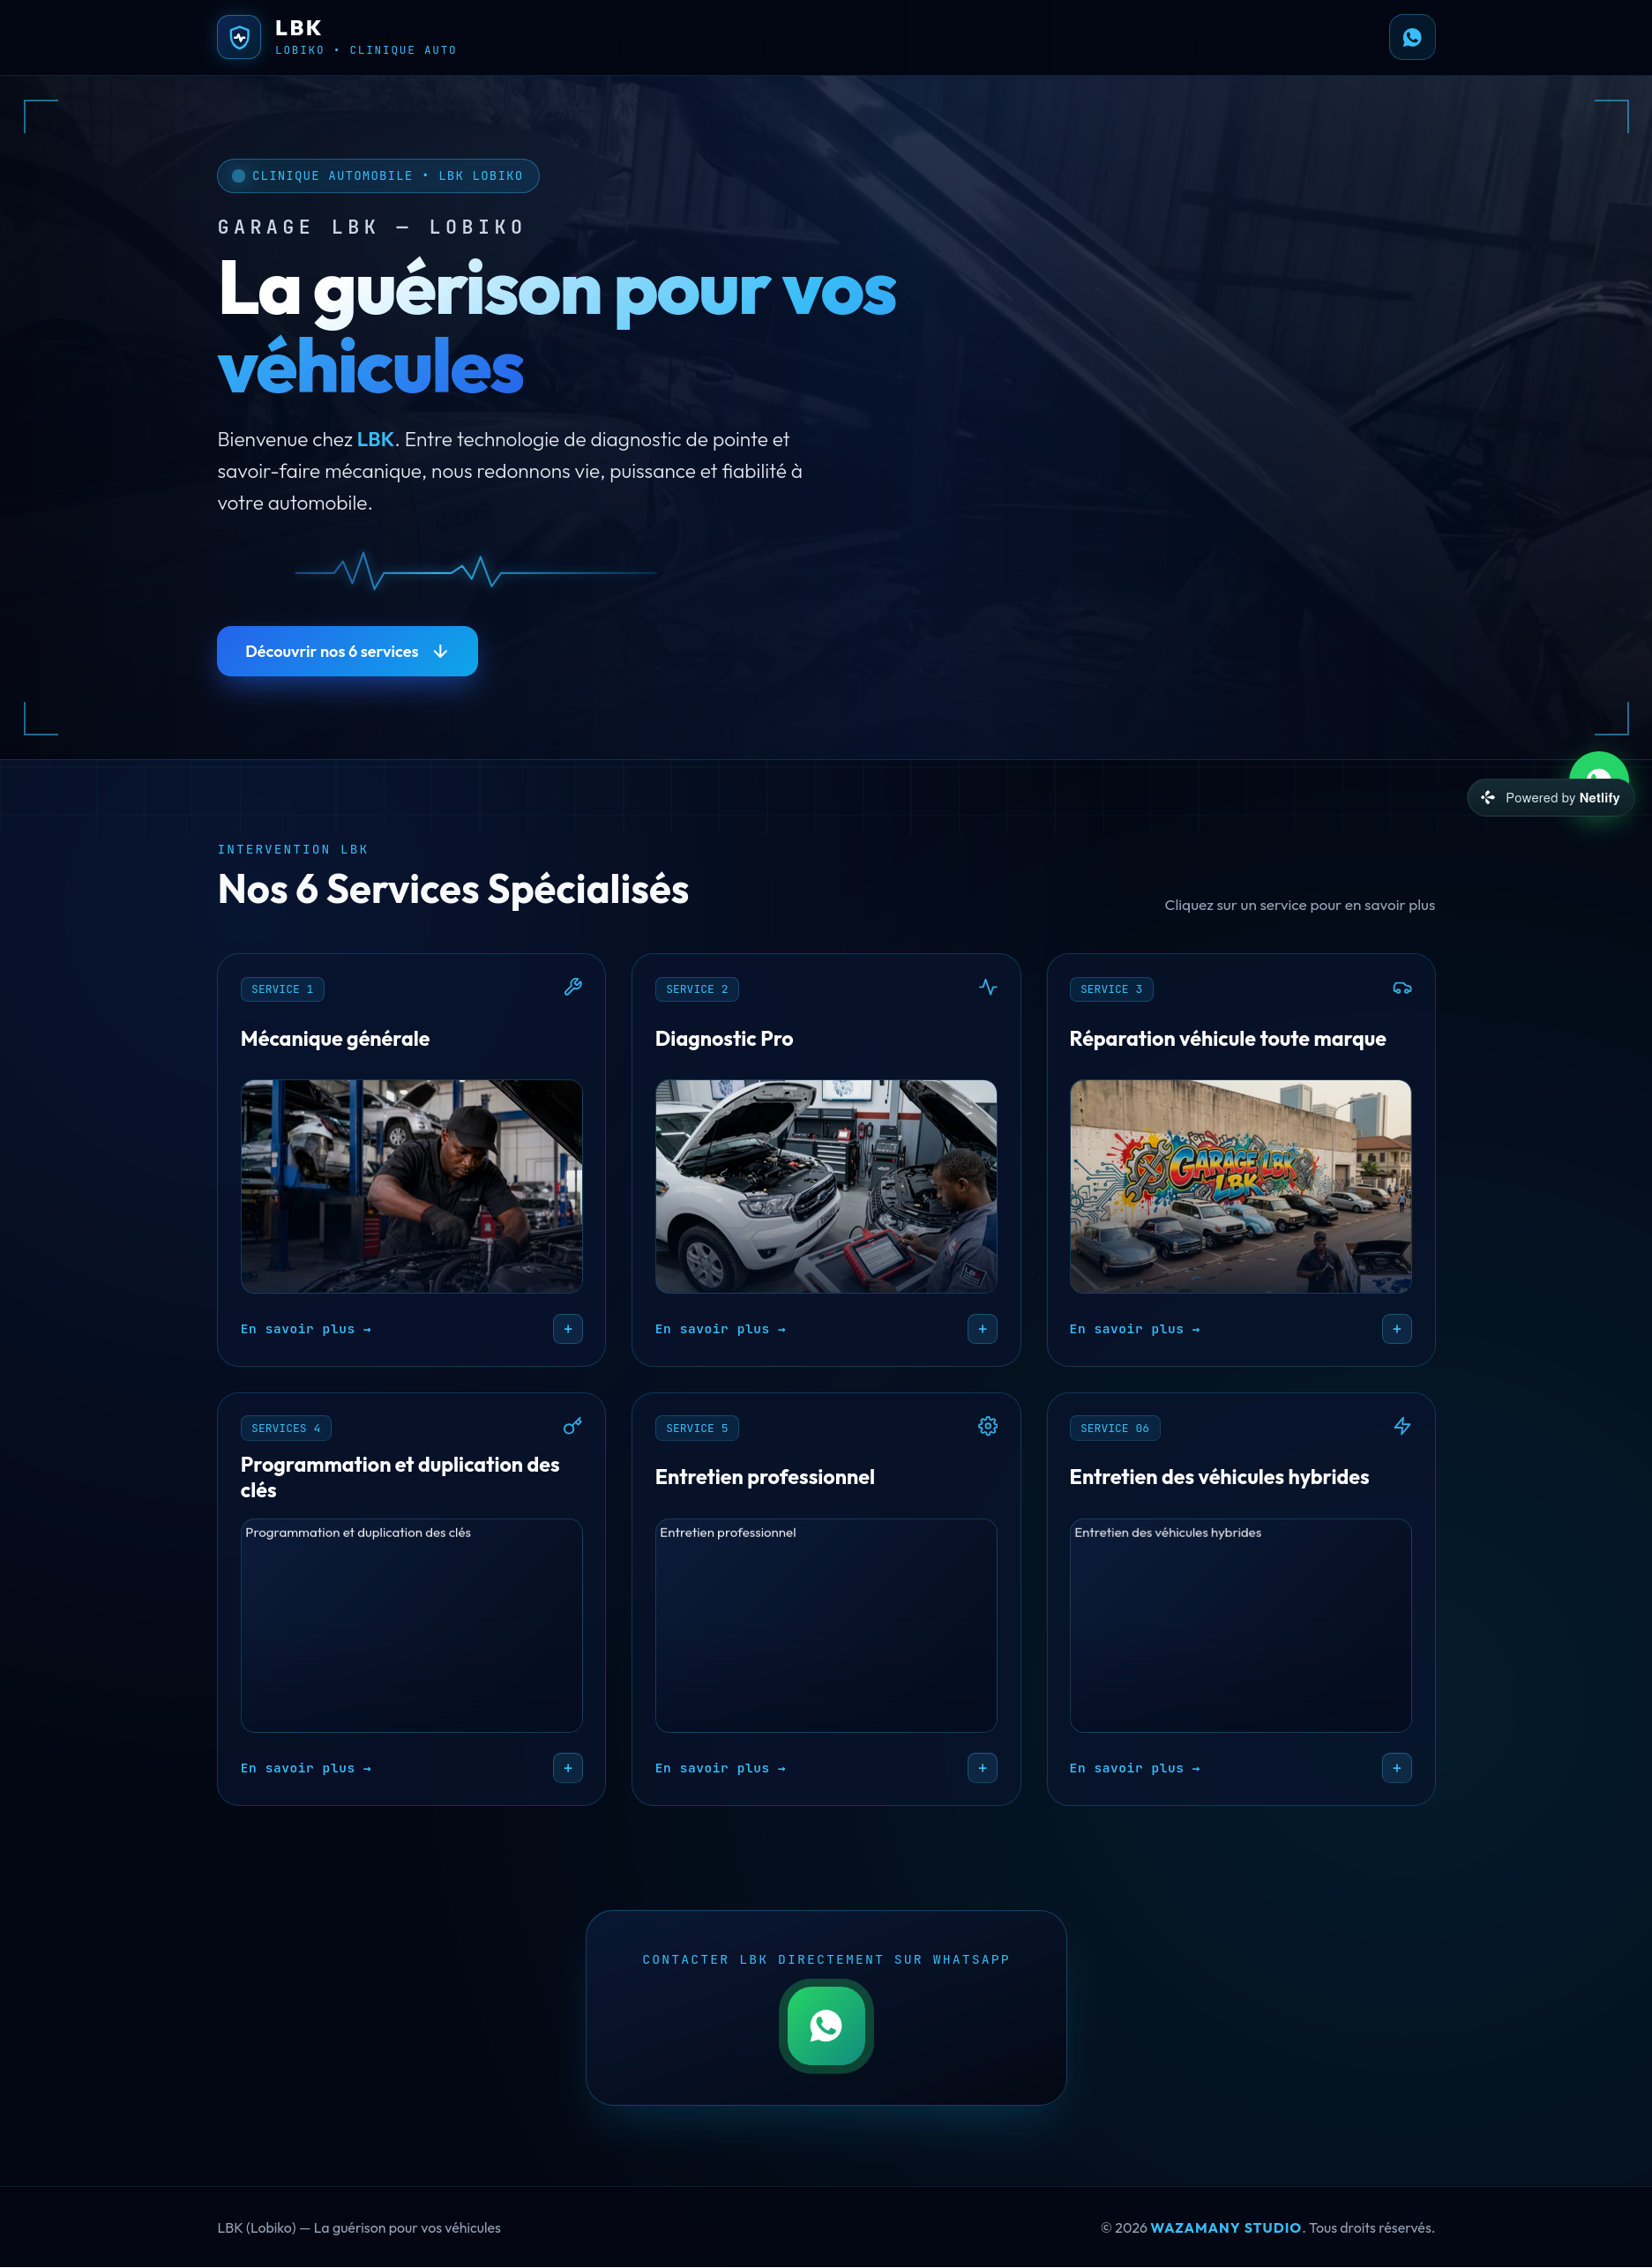 LBK
LOBIKO • CLINIQUE AUTO
CLINIQUE AUTOMOBILE • LBK LOBIKO
GARAGE LBK — LOBIKO
La guérison pour vos
véhicules
Bienvenue chez LBK. Entre technologie de diagnostic de pointe et
savoir-faire mécanique, nous redonnons vie, puissance et fiabilité à
votre automobile.
Découvrir nos 6 services ↓
Powered by Netlify
INTERVENTION LBK
Nos 6 Services Spécialisés
Cliquez sur un service pour en savoir plus
SERVICE 1
Mécanique générale
Garage LBK
En savoir plus →
+
SERVICE 2
Diagnostic Pro
En savoir plus →
+
SERVICE 3
Réparation véhicule toute marque
GARAGE LBK
LBK
En savoir plus →
+
SERVICES 4
Programmation et duplication des
clés
Programmation et duplication des clés
En savoir plus →
+
SERVICE 5
Entretien professionnel
Entretien professionnel
En savoir plus →
+
SERVICE 06
Entretien des véhicules hybrides
Entretien des véhicules hybrides
En savoir plus →
+
CONTACTER LBK DIRECTEMENT SUR WHATSAPP
LBK (Lobiko) — La guérison pour vos véhicules
© 2026 WAZAMANY STUDIO. Tous droits réservés.